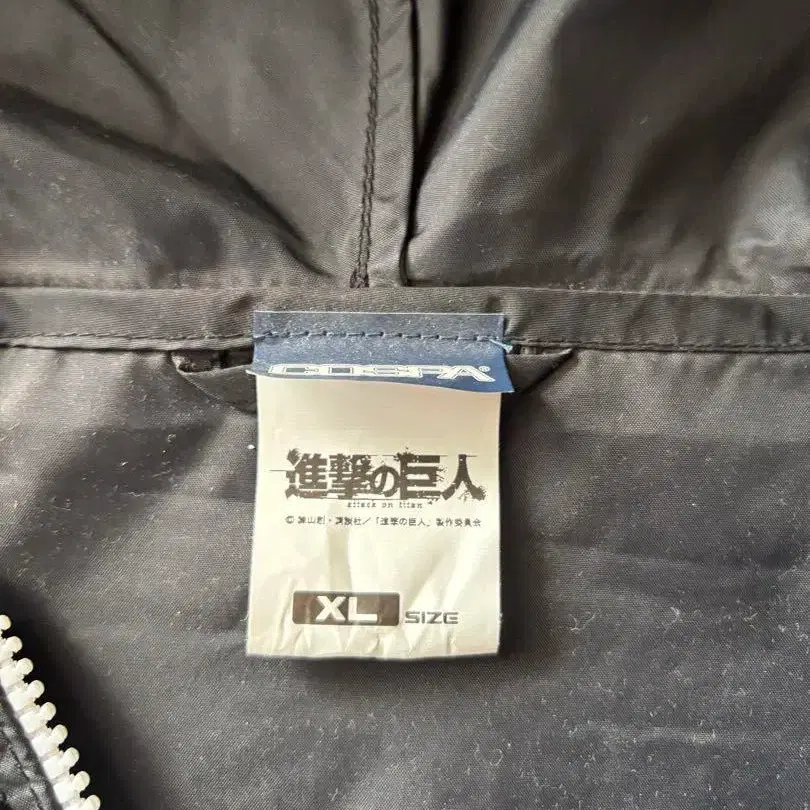 COSPA®
進撃の巨人
attack on titan
© 諫山創・講談社／「進撃の巨人」製作委員会
XL SIZE